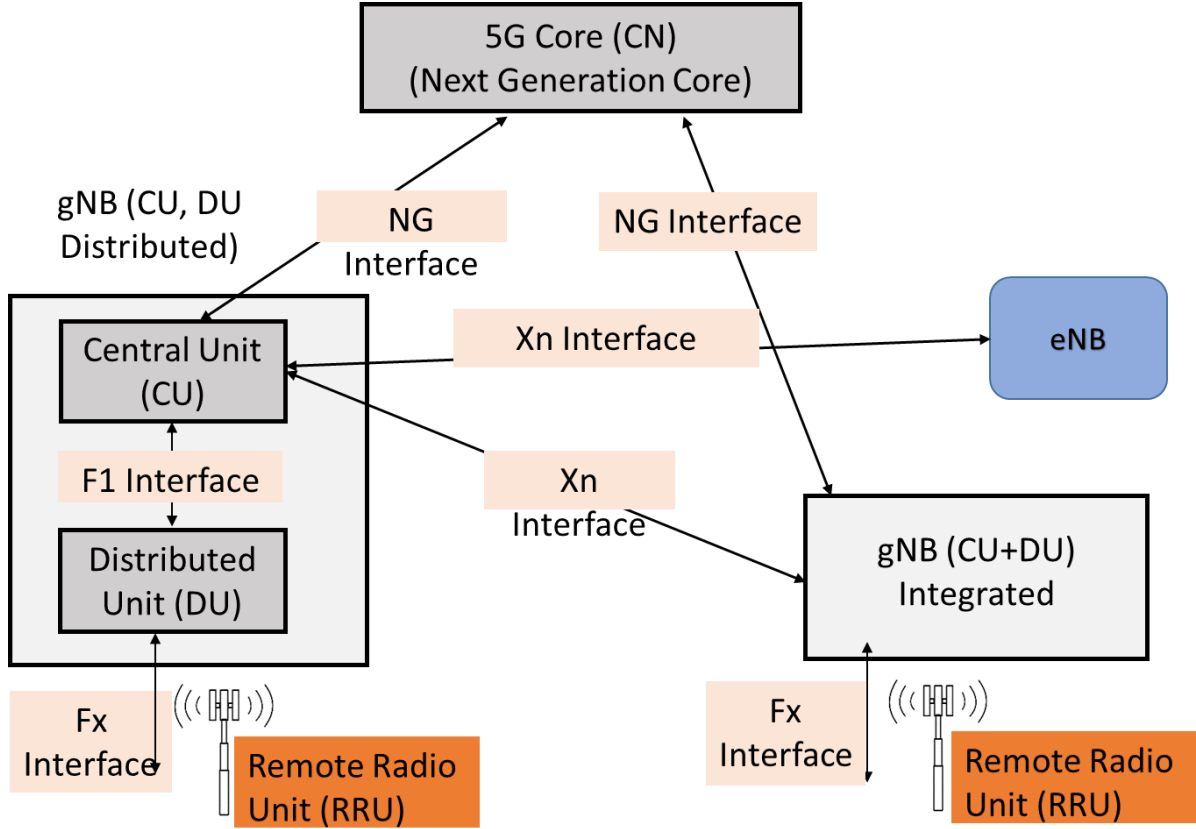 5G Core (CN)
(Next Generation Core)
gNB (CU, DU
Distributed)
NG
Interface
NG Interface
Central Unit
(CU)
Xn Interface
eNB
F1 Interface
Xn
Interface
Distributed
Unit (DU)
gNB (CU+DU)
Integrated
Fx
Interface
Remote Radio
Unit (RRU)
Fx
Interface
Remote Radio
Unit (RRU)